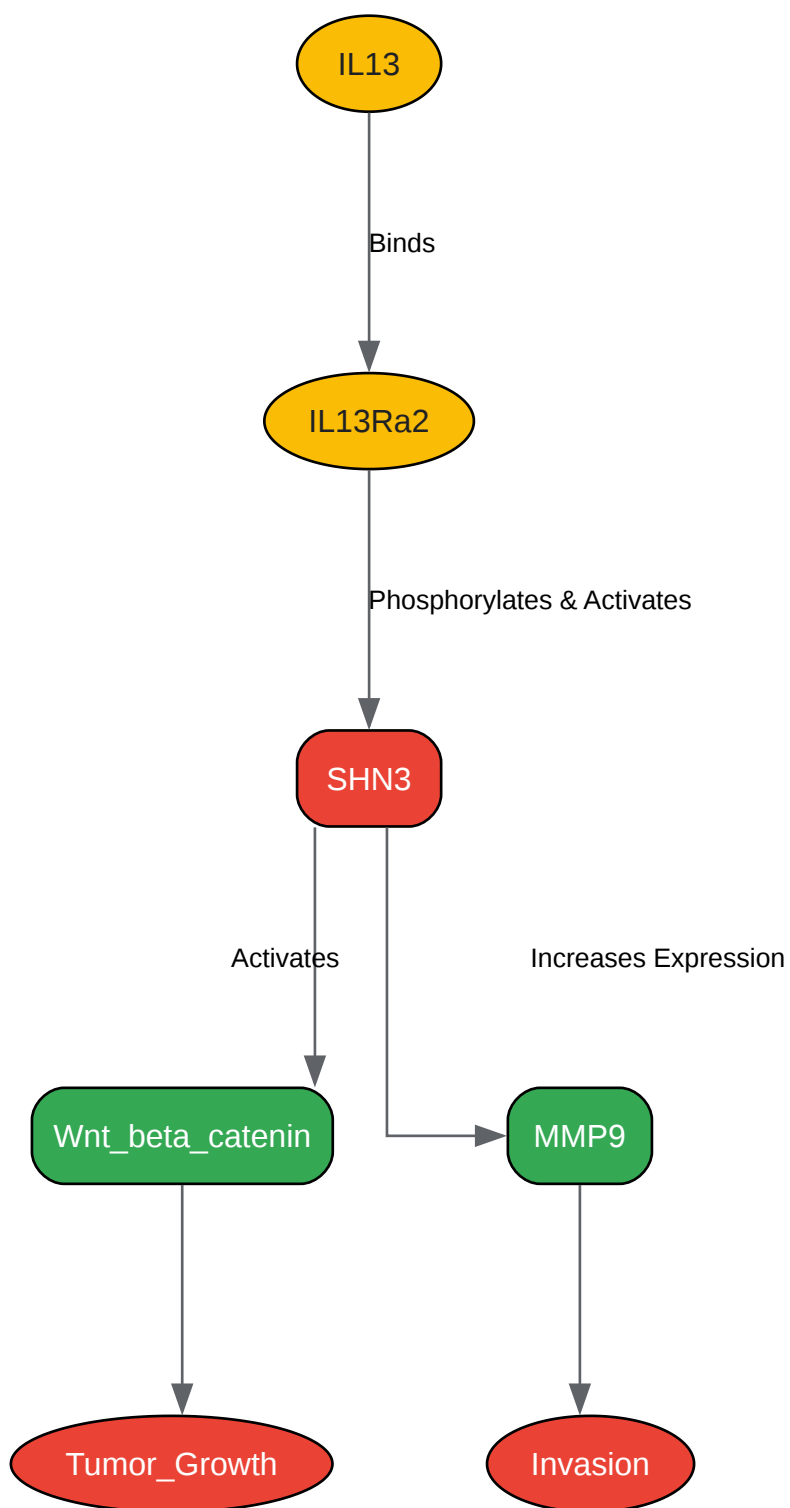 IL13
Binds
IL13Ra2
Phosphorylates & Activates
SHN3
Activates
Increases Expression
Wnt_beta_catenin
MMP9
Tumor_Growth
Invasion